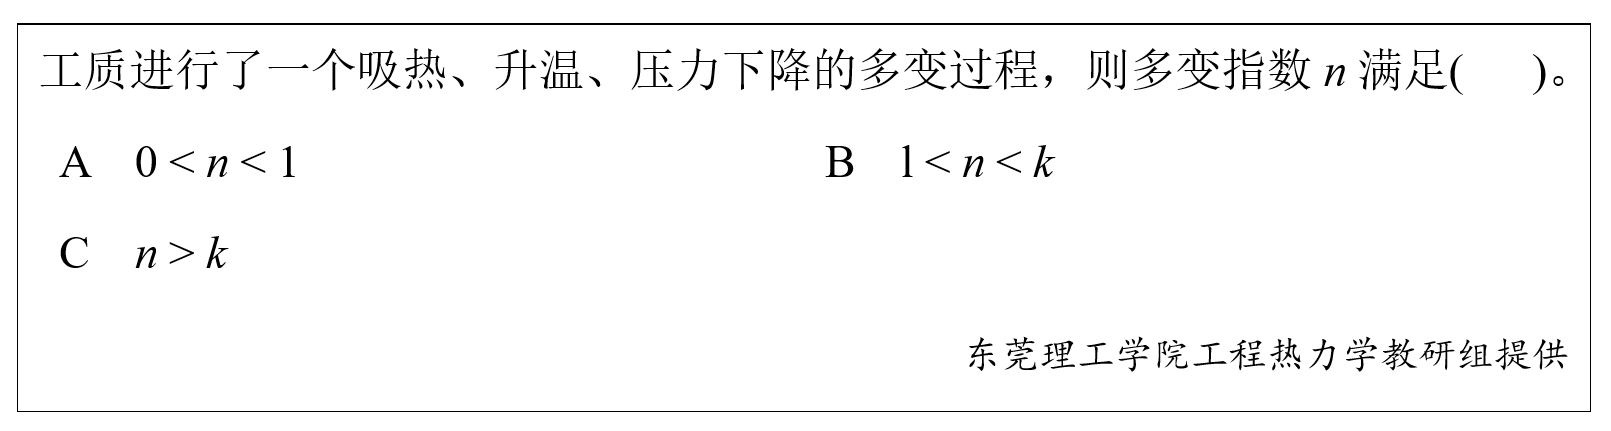 工质进行了一个吸热、升温、压力下降的多变过程，则多变指数 n 满足(    )。
A 0 < n < 1
B l < n < k
C n > k
东莞理工学院工程热力学教研组提供